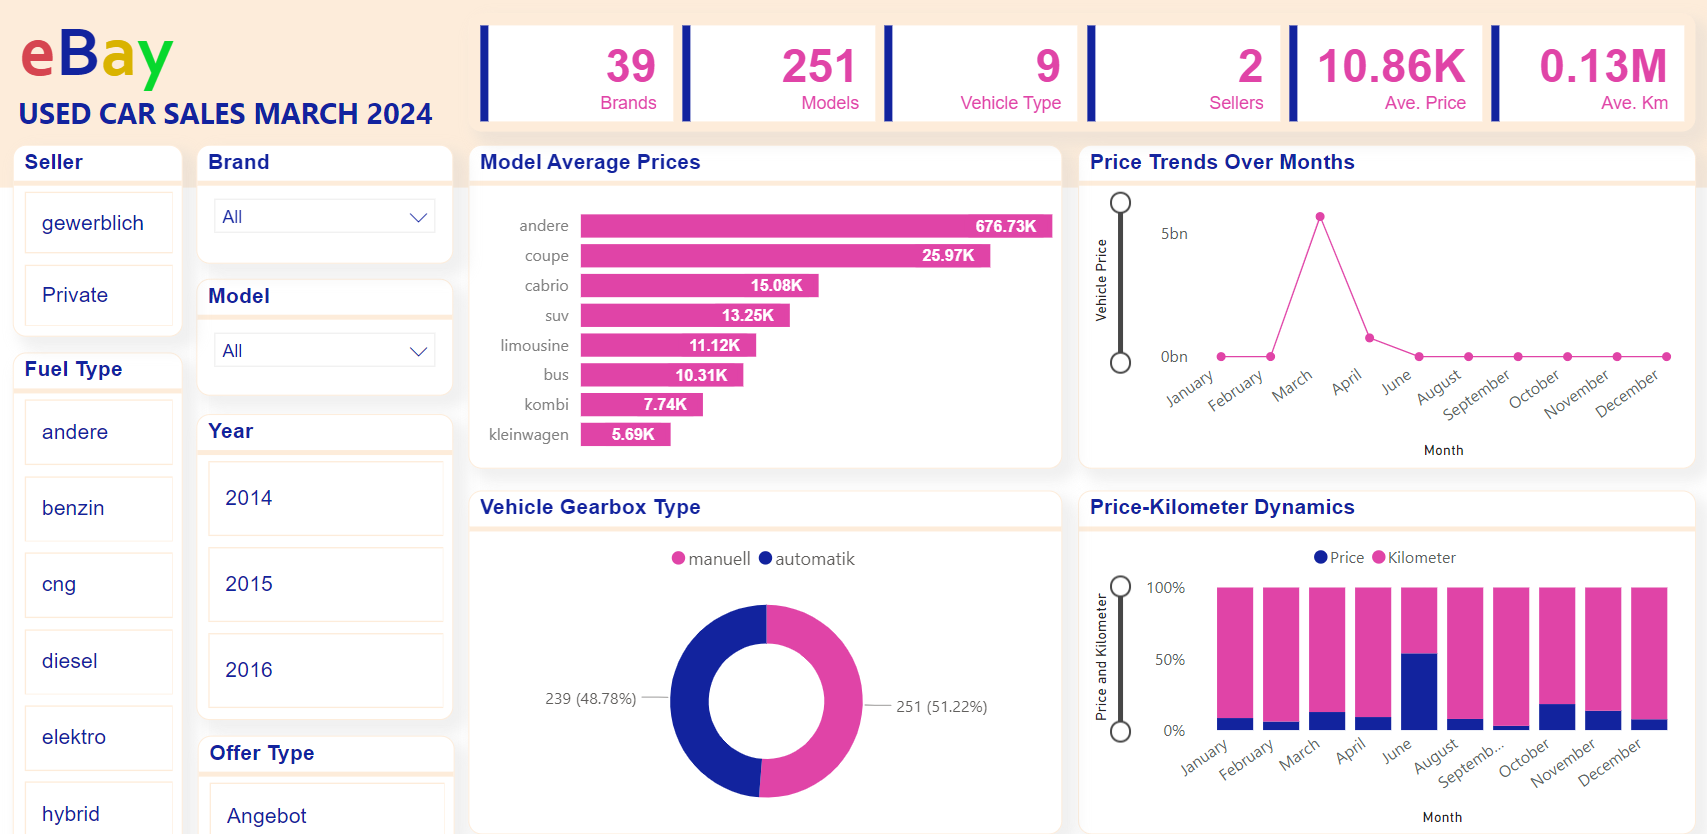 eBay
USED CAR SALES MARCH 2024
39
Brands
251
Models
9
Vehicle Type
2
Sellers
10.86K
Ave. Price
0.13M
Ave. Km
Seller
gewerblich
Private
Fuel Type
andere
benzin
cng
diesel
elektro
hybrid
Brand
All
Model
All
Year
2014
2015
2016
Offer Type
Angebot
Model Average Prices
andere 676.73K
coupe 25.97K
cabrio 15.08K
suv 13.25K
limousine 11.12K
bus 10.31K
kombi 7.74K
kleinwagen 5.69K
Price Trends Over Months
Vehicle Price
5bn
0bn
January February March April June August September October November December
Month
Vehicle Gearbox Type
manuell automatik
239 (48.78%)
251 (51.22%)
Price-Kilometer Dynamics
Price Kilometer
Price and Kilometer
100%
50%
0%
January February March April June August Septemb... October November December
Month